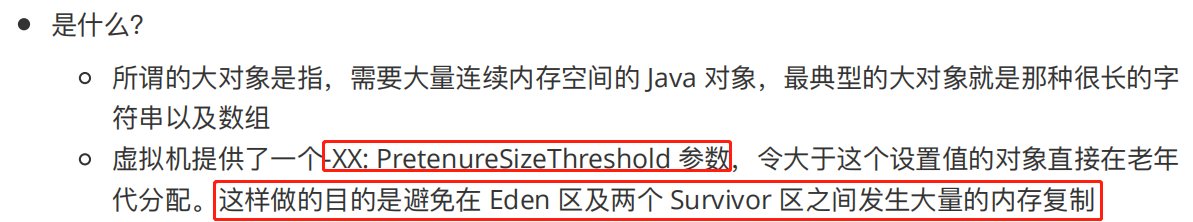 是什么?
所谓的大对象是指，需要大量连续内存空间的 Java 对象，最典型的大对象就是那种很长的字
符串以及数组
虚拟机提供了一个-XX: PretenureSizeThreshold 参数，令大于这个设置值的对象直接在老年
代分配。这样做的目的是避免在 Eden 区及两个 Survivor 区之间发生大量的内存复制